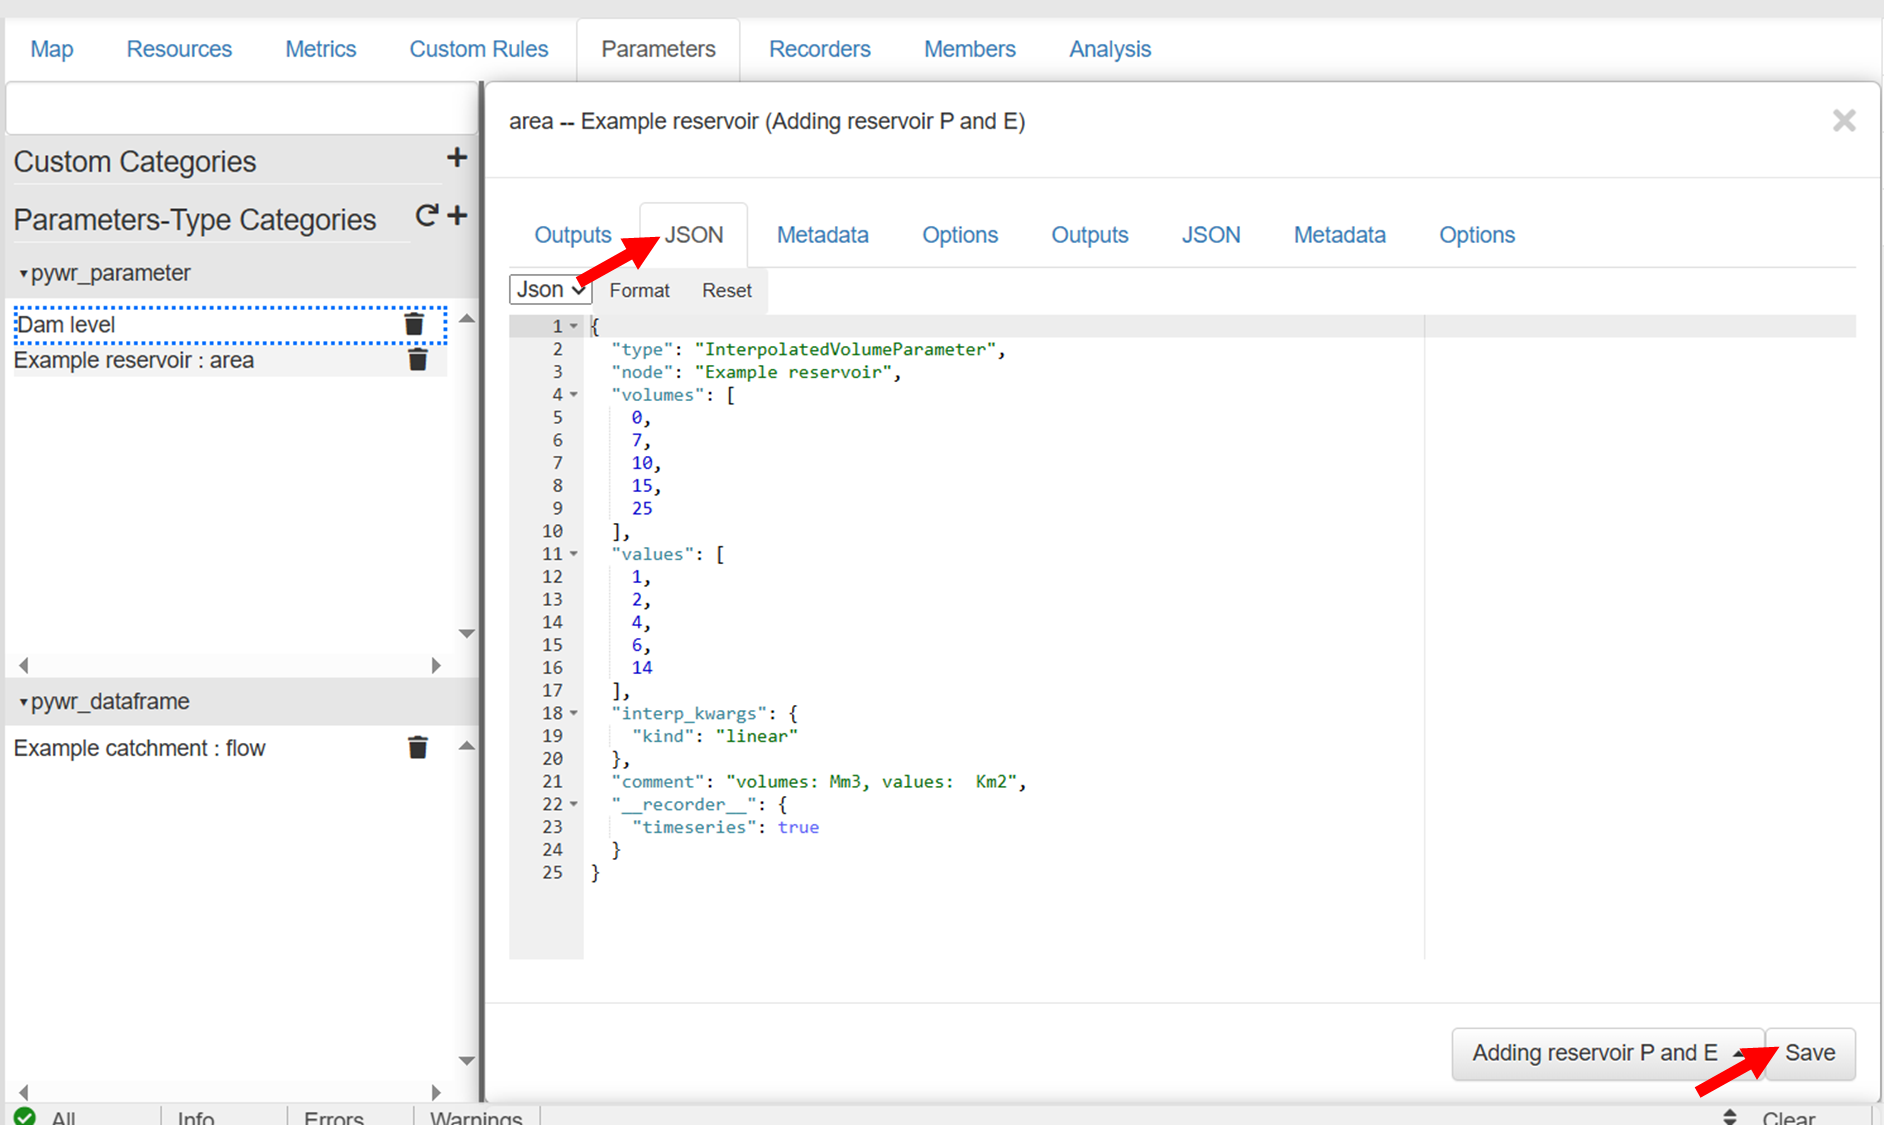 Map Resources Metrics Custom Rules Parameters Recorders Members Analysis
Custom Categories
Parameters-Type Categories
pywr_parameter
Dam level
Example reservoir : area
pywr_dataframe
Example catchment : flow
area -- Example reservoir (Adding reservoir P and E)
Outputs JSON Metadata Options Outputs JSON Metadata Options
Json Format Reset
1 {
2 "type": "InterpolatedVolumeParameter",
3 "node": "Example reservoir",
4 "volumes": [
5 0,
6 7,
7 10,
8 15,
9 25
10 ],
11 "values": [
12 1,
13 2,
14 4,
15 6,
16 14
17 ],
18 "interp_kwargs": {
19 "kind": "linear"
20 },
21 "comment": "volumes: Mm3, values:  Km2",
22 "__recorder__": {
23 "timeseries": true
24 }
25 }
Adding reservoir P and E Save
All Info Errors Warnings Clear